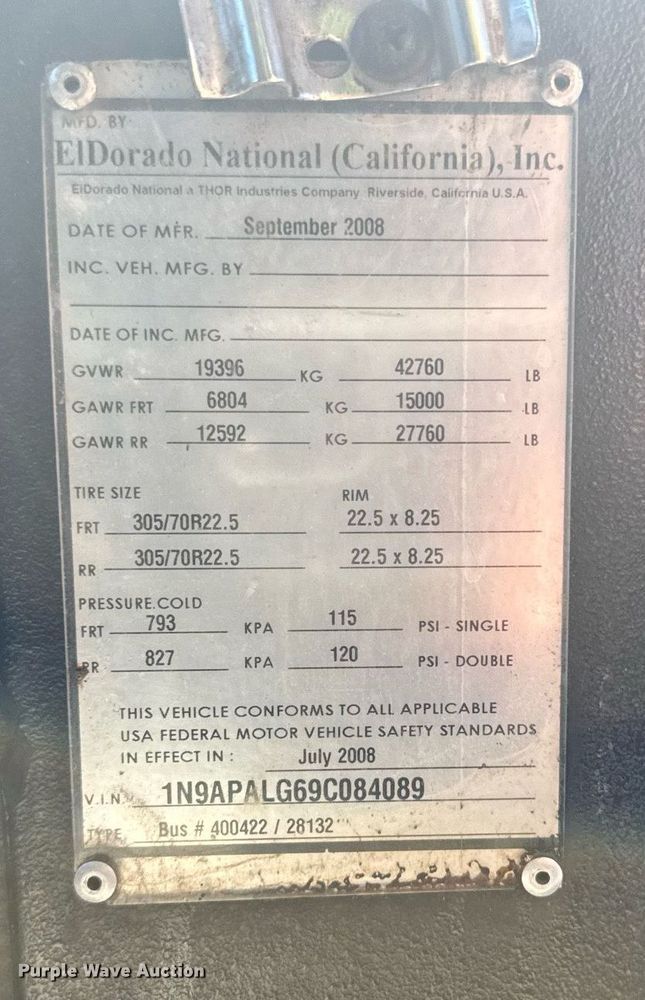 MFD. BY
ElDorado National (California), Inc.
ElDorado National a THOR Industries Company Riverside, California U.S.A.
DATE OF MFR. September 2008
INC. VEH. MFG. BY
DATE OF INC. MFG.
GVWR 19396 KG 42760 LB
GAWR FRT 6804 KG 15000 LB
GAWR RR 12592 KG 27760 LB
TIRE SIZE RIM
FRT 305/70R22.5 22.5 x 8.25
RR 305/70R22.5 22.5 x 8.25
PRESSURE.COLD
FRT 793 KPA 115 PSI - SINGLE
RR 827 KPA 120 PSI - DOUBLE
THIS VEHICLE CONFORMS TO ALL APPLICABLE
USA FEDERAL MOTOR VEHICLE SAFETY STANDARDS
IN EFFECT IN : July 2008
V.I.N. 1N9APALG69C084089
TYPE Bus # 400422 / 28132
Purple Wave Auction